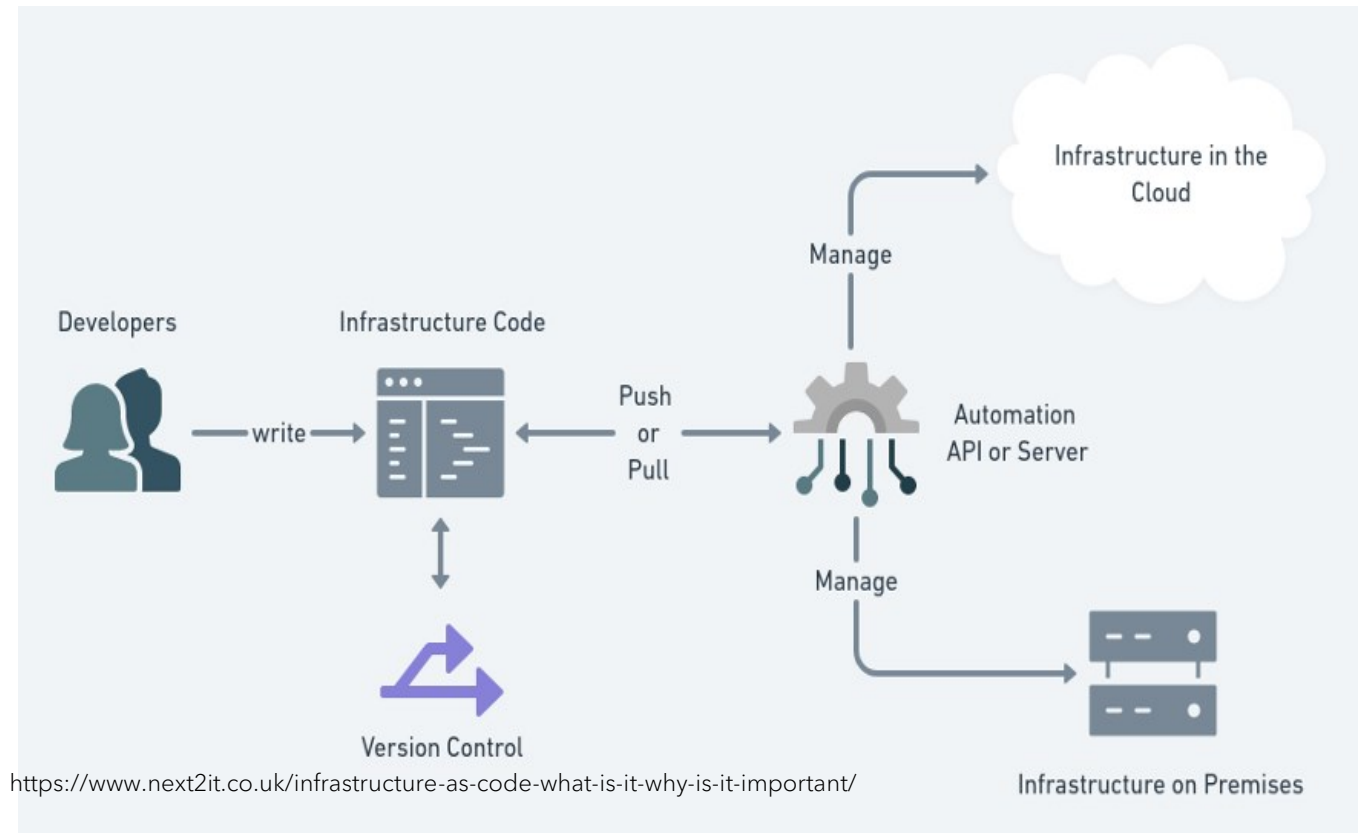 Infrastructure in the
Cloud
Manage
Developers
Infrastructure Code
write
Push
or
Pull
Automation
API or Server
Manage
Version Control
https://www.next2it.co.uk/infrastructure-as-code-what-is-it-why-is-it-important/
Infrastructure on Premises